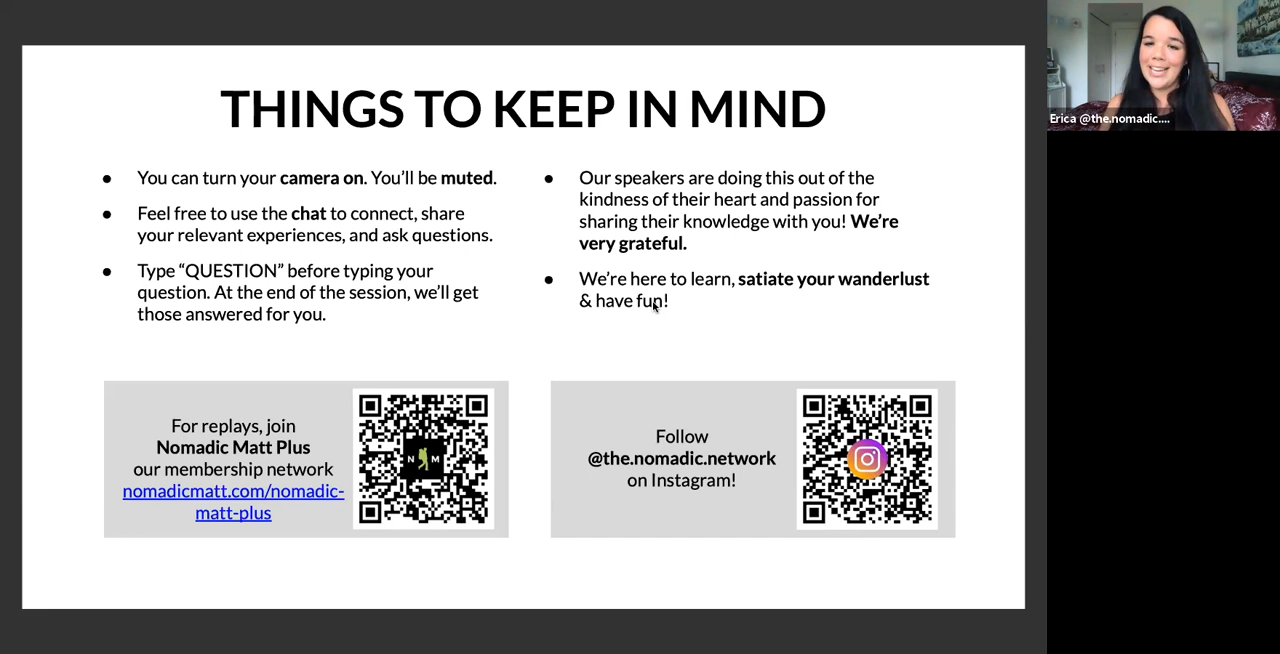 THINGS TO KEEP IN MIND
● You can turn your camera on. You’ll be muted.
● Feel free to use the chat to connect, share
your relevant experiences, and ask questions.
● Type “QUESTION” before typing your
question. At the end of the session, we’ll get
those answered for you.
● Our speakers are doing this out of the
kindness of their heart and passion for
sharing their knowledge with you! We’re
very grateful.
● We’re here to learn, satiate your wanderlust
& have fun!
For replays, join
Nomadic Matt Plus
our membership network
nomadicmatt.com/nomadic-
matt-plus
N M
Follow
@the.nomadic.network
on Instagram!
Erica @the.nomadic....